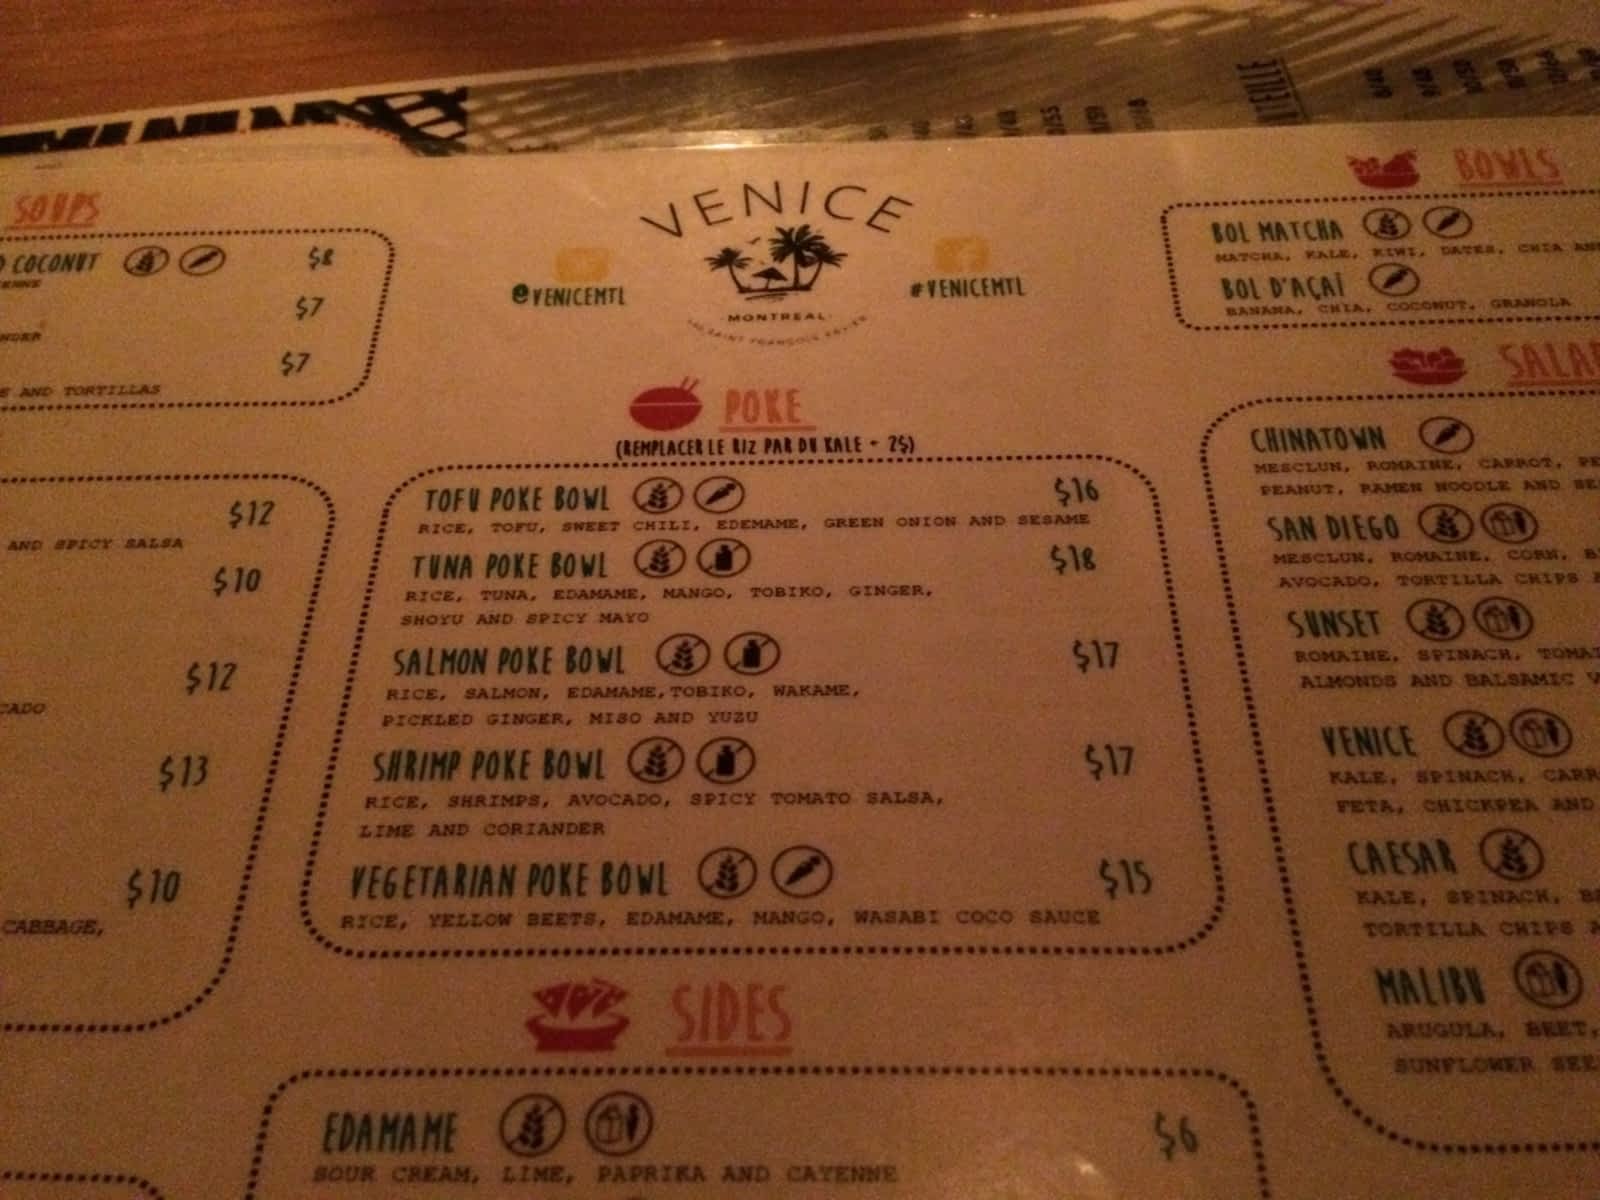 SOUPS
COCONUT $8
$7
$7
AND TORTILLAS
$12
AND SPICY SALSA
$10
$12
$13
$10
CABBAGE,
VENICE
@VENICEMTL
#VENICEMTL
·MONTREAL·
POKE
(REMPLACER LE RIZ PAR DU KALE - 2$)
TOFU POKE BOWL $16
RICE, TOFU, SWEET CHILI, EDEMAME, GREEN ONION AND SESAME
TUNA POKE BOWL $18
RICE, TUNA, EDAMAME, MANGO, TOBIKO, GINGER,
SHOYU AND SPICY MAYO
SALMON POKE BOWL $17
RICE, SALMON, EDAMAME, TOBIKO, WAKAME,
PICKLED GINGER, MISO AND YUZU
SHRIMP POKE BOWL $17
RICE, SHRIMPS, AVOCADO, SPICY TOMATO SALSA,
LIME AND CORIANDER
VEGETARIAN POKE BOWL $15
RICE, YELLOW BEETS, EDAMAME, MANGO, WASABI COCO SAUCE
SIDES
EDAMAME $6
SOUR CREAM, LIME, PAPRIKA AND CAYENNE
BOWLS
BOL MATCHA
MATCHA, KALE, KIWI, DATES, CHIA
BOL D'AÇAÍ
BANANA, CHIA, COCONUT, GRANOLA
CHINATOWN
MESCLUN, ROMAINE, CARROT,
PEANUT, RAMEN NOODLE AND
SAN DIEGO
MESCLUN, ROMAINE, CORN,
AVOCADO, TORTILLA CHIPS
SUNSET
ROMAINE, SPINACH,
ALMONDS AND BALSAMIC
VENICE
KALE, SPINACH,
FETA, CHICKPEA AND
CAESAR
KALE, SPINACH,
TORTILLA CHIPS
MALIBU
ARUGULA, BEET,
SUNFLOWER